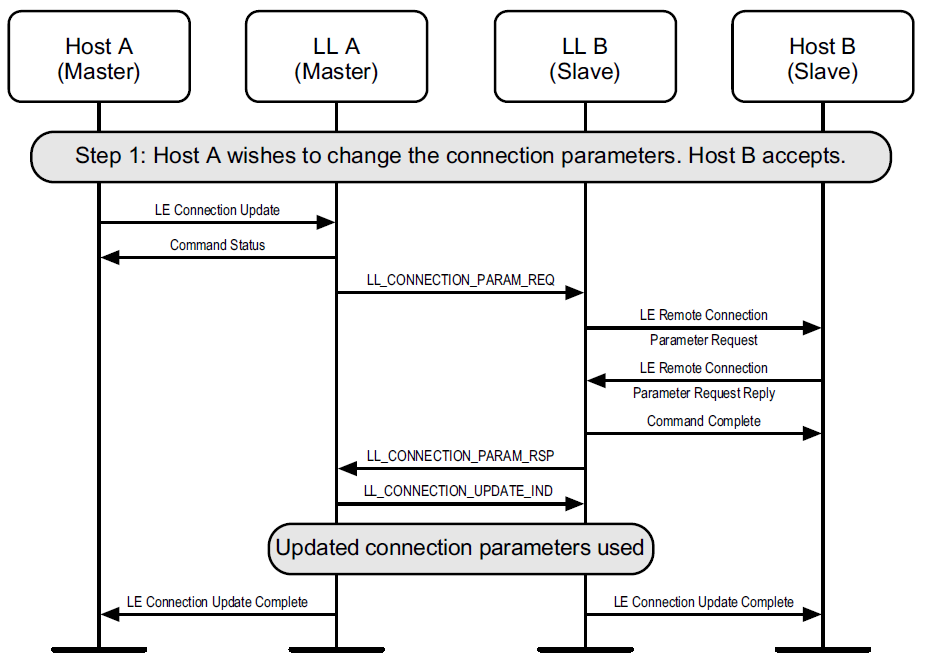 Host A
(Master)
LL A
(Master)
LL B
(Slave)
Host B
(Slave)
Step 1: Host A wishes to change the connection parameters. Host B accepts.
LE Connection Update
Command Status
LL_CONNECTION_PARAM_REQ
LE Remote Connection
Parameter Request
LE Remote Connection
Parameter Request Reply
Command Complete
LL_CONNECTION_PARAM_RSP
LL_CONNECTION_UPDATE_IND
Updated connection parameters used
LE Connection Update Complete
LE Connection Update Complete